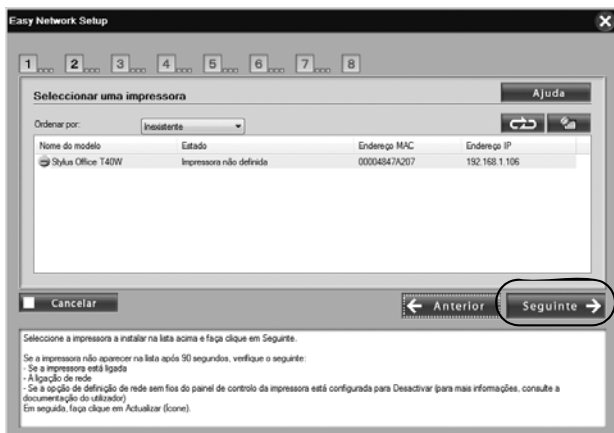 Easy Network Setup
1 2 3 4 5 6 7 8
Seleccionar uma impressora
Ajuda
Ordenar por: Inexistente
Nome do modelo Estado Endereço MAC Endereço IP
Stylus Office T40W Impressora não definida 00004847A207 192.168.1.106
Cancelar Anterior Seguinte
Seleccione a impressora a instalar na lista acima e faça clique em Seguinte.
Se a impressora não aparecer na lista após 90 segundos, verifique o seguinte:
- Se a impressora está ligada
- A ligação de rede
- Se a opção de definição de rede sem fios do painel de controlo da impressora está configurada para Desactivar (para mais informações, consulte a
documentação do utilizador)
Em seguida, faça clique em Actualizar (Ícone).